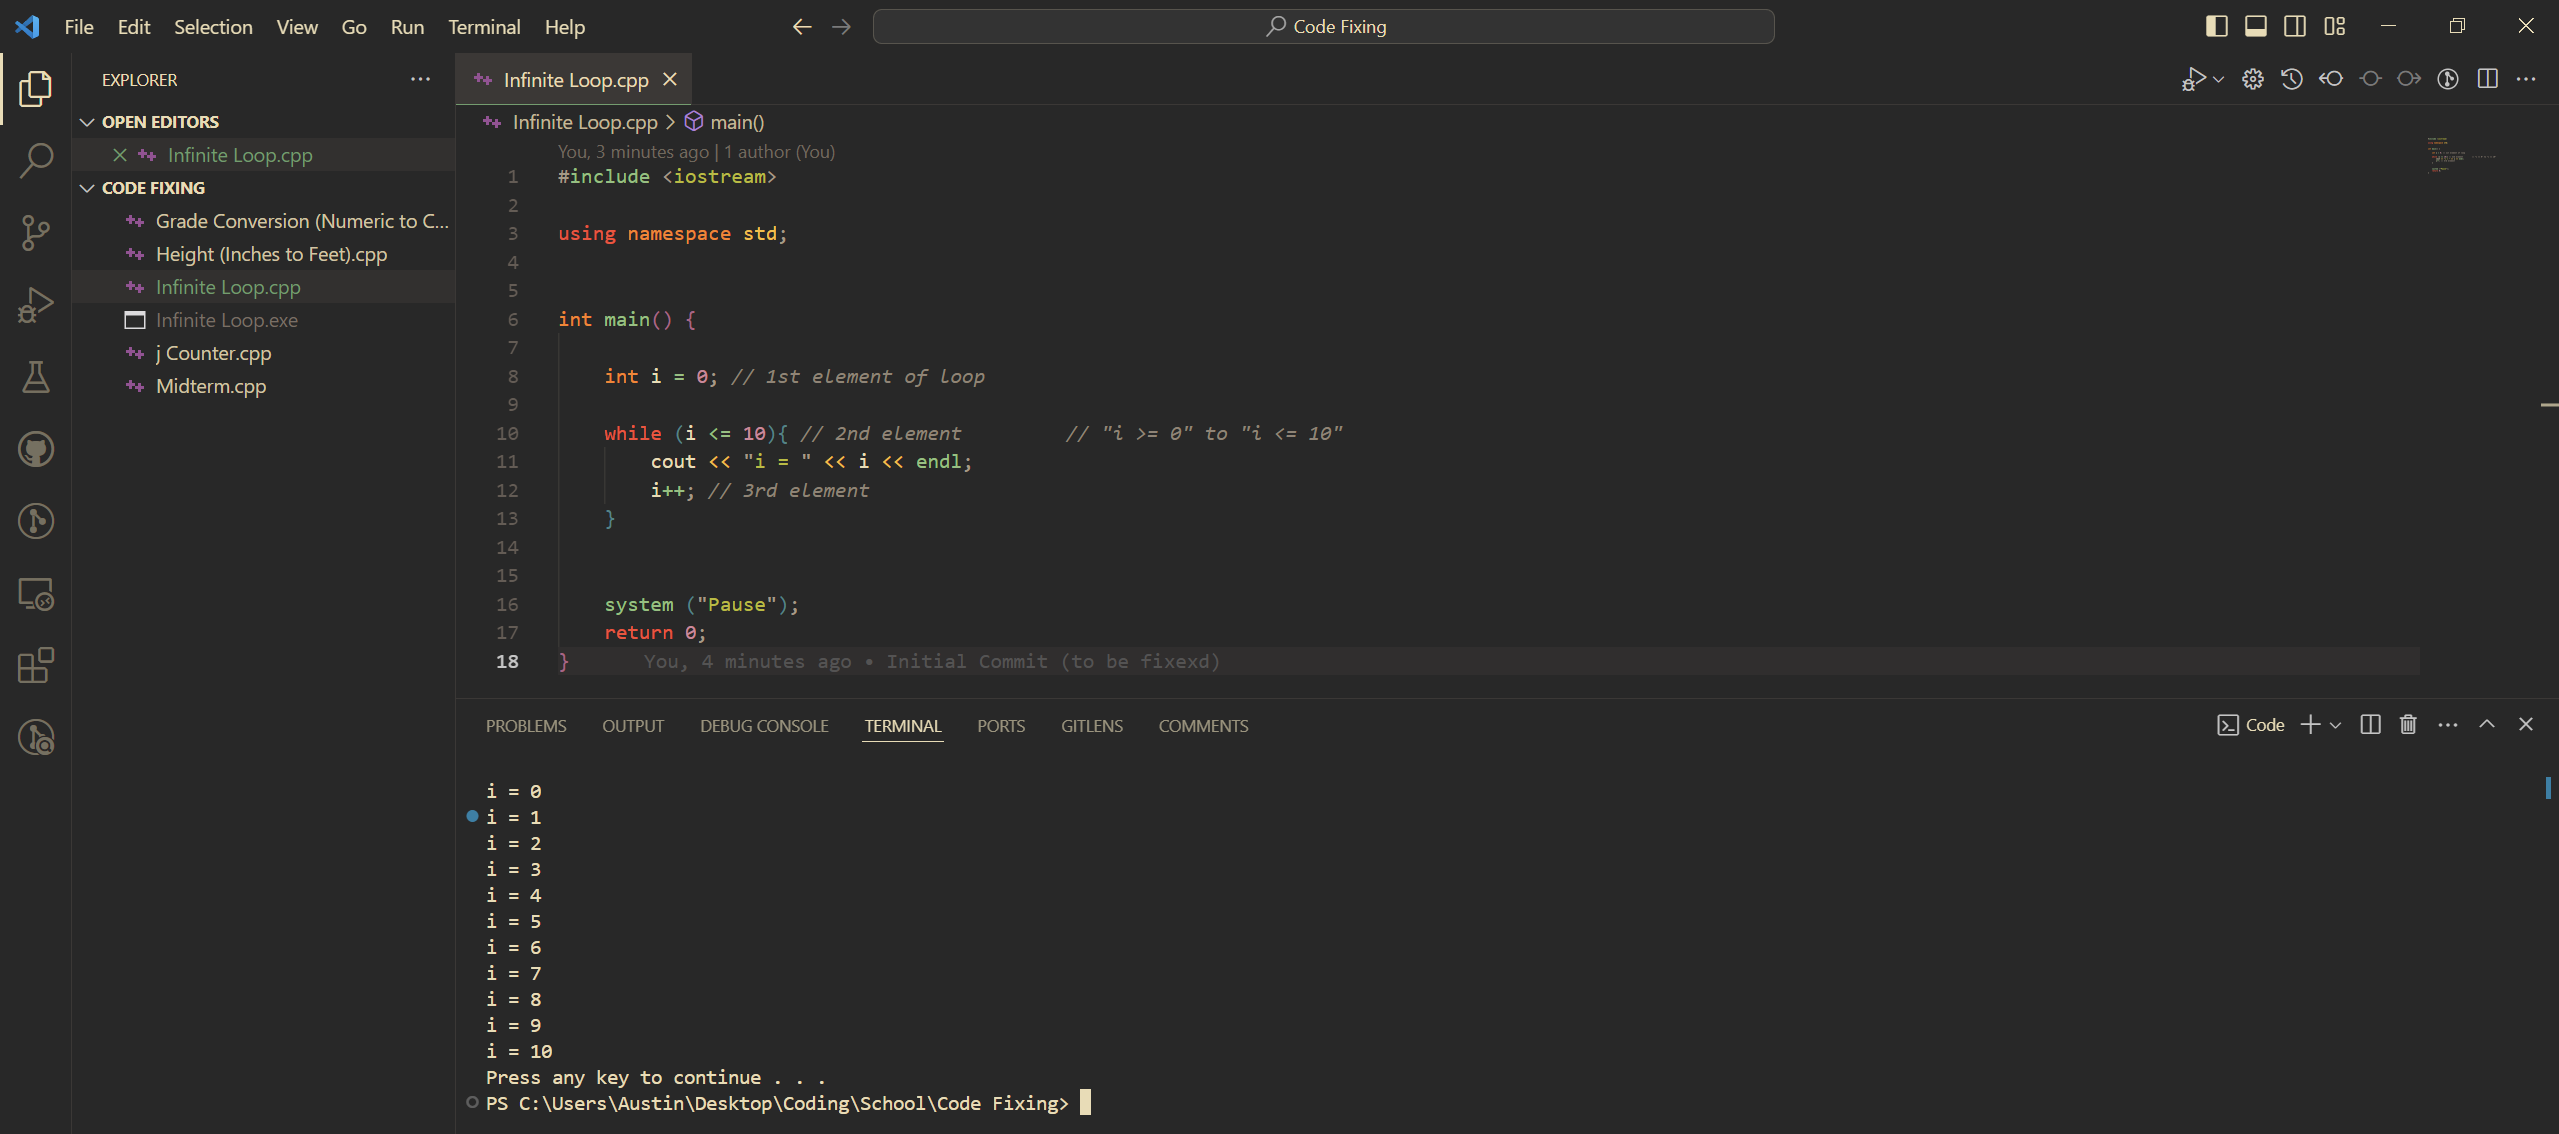 File Edit Selection View Go Run Terminal Help
Code Fixing
EXPLORER
OPEN EDITORS
Infinite Loop.cpp
CODE FIXING
Grade Conversion (Numeric to C...
Height (Inches to Feet).cpp
Infinite Loop.cpp
Infinite Loop.exe
j Counter.cpp
Midterm.cpp
Infinite Loop.cpp
Infinite Loop.cpp > main()
You, 3 minutes ago | 1 author (You)
1 #include <iostream>
2
3 using namespace std;
4
5
6 int main() {
7
8 int i = 0; // 1st element of loop
9
10 while (i <= 10){ // 2nd element // "i >= 0" to "i <= 10"
11 cout << "i = " << i << endl;
12 i++; // 3rd element
13 }
14
15
16 system ("Pause");
17 return 0;
18 } You, 4 minutes ago • Initial Commit (to be fixexd)
PROBLEMS OUTPUT DEBUG CONSOLE TERMINAL PORTS GITLENS COMMENTS
Code
i = 0
i = 1
i = 2
i = 3
i = 4
i = 5
i = 6
i = 7
i = 8
i = 9
i = 10
Press any key to continue . . .
PS C:\Users\Austin\Desktop\Coding\School\Code Fixing>